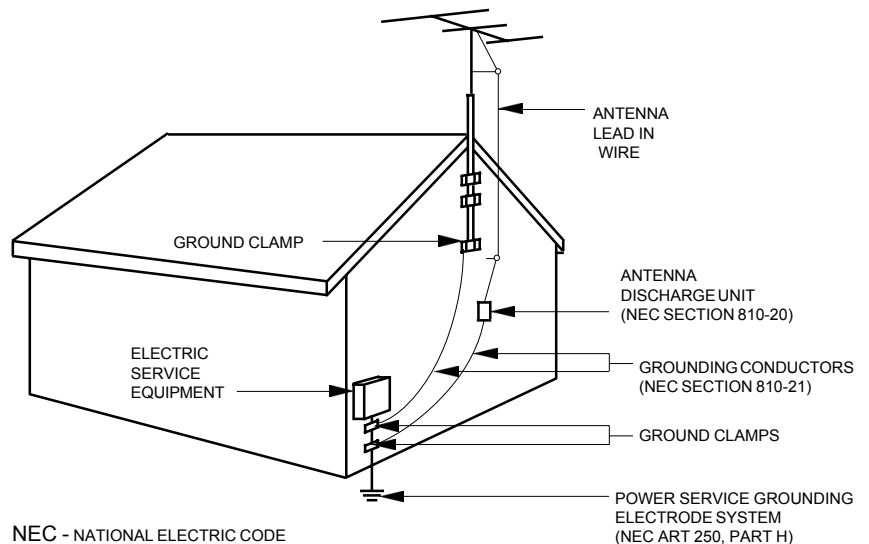 ANTENNA
LEAD IN
WIRE
GROUND CLAMP
ANTENNA
DISCHARGE UNIT
(NEC SECTION 810-20)
ELECTRIC
SERVICE
EQUIPMENT
GROUNDING CONDUCTORS
(NEC SECTION 810-21)
GROUND CLAMPS
POWER SERVICE GROUNDING
ELECTRODE SYSTEM
(NEC ART 250, PART H)
NEC - NATIONAL ELECTRIC CODE